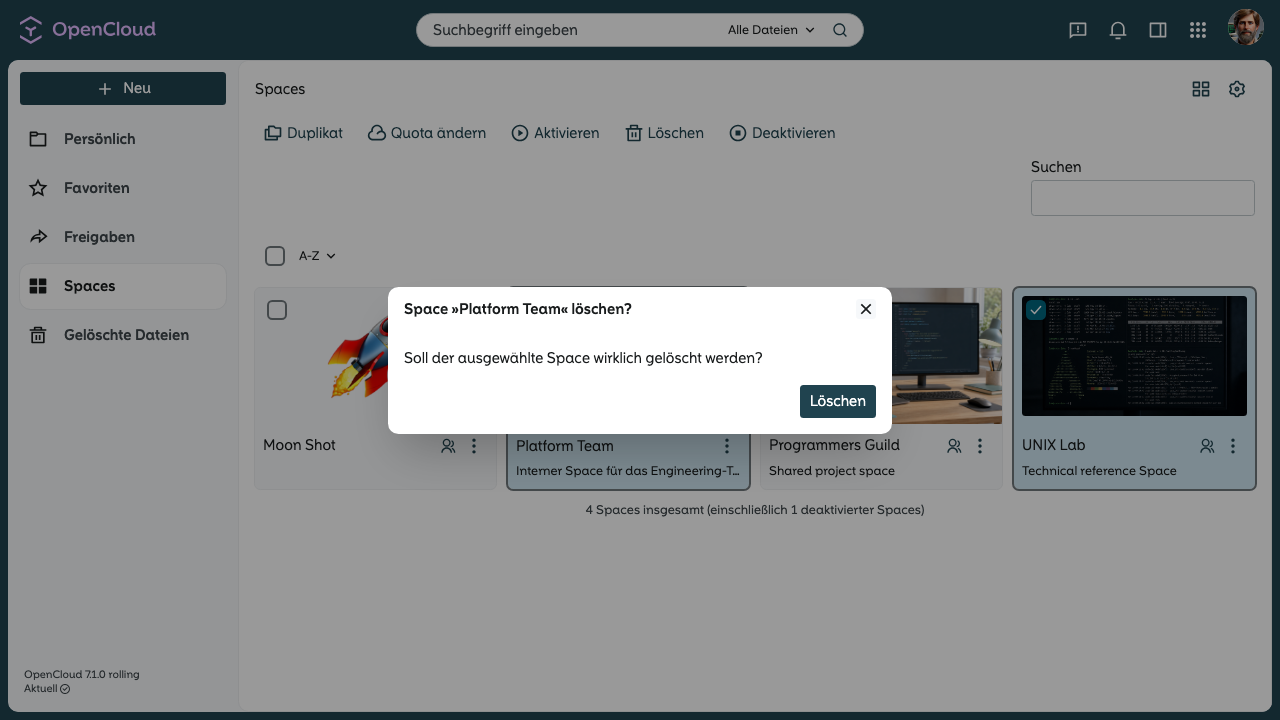 OpenCloud
Suchbegriff eingeben
Alle Dateien
Neu
Persönlich
Favoriten
Freigaben
Spaces
Gelöschte Dateien
OpenCloud 7.1.0 rolling
Aktuell
Spaces
Duplikat
Quota ändern
Aktivieren
Löschen
Deaktivieren
Suchen
A-Z
Space »Platform Team« löschen?
Soll der ausgewählte Space wirklich gelöscht werden?
Löschen
Moon Shot
Platform Team
Interner Space für das Engineering-T…
Programmers Guild
Shared project space
UNIX Lab
Technical reference Space
4 Spaces insgesamt (einschließlich 1 deaktivierter Spaces)